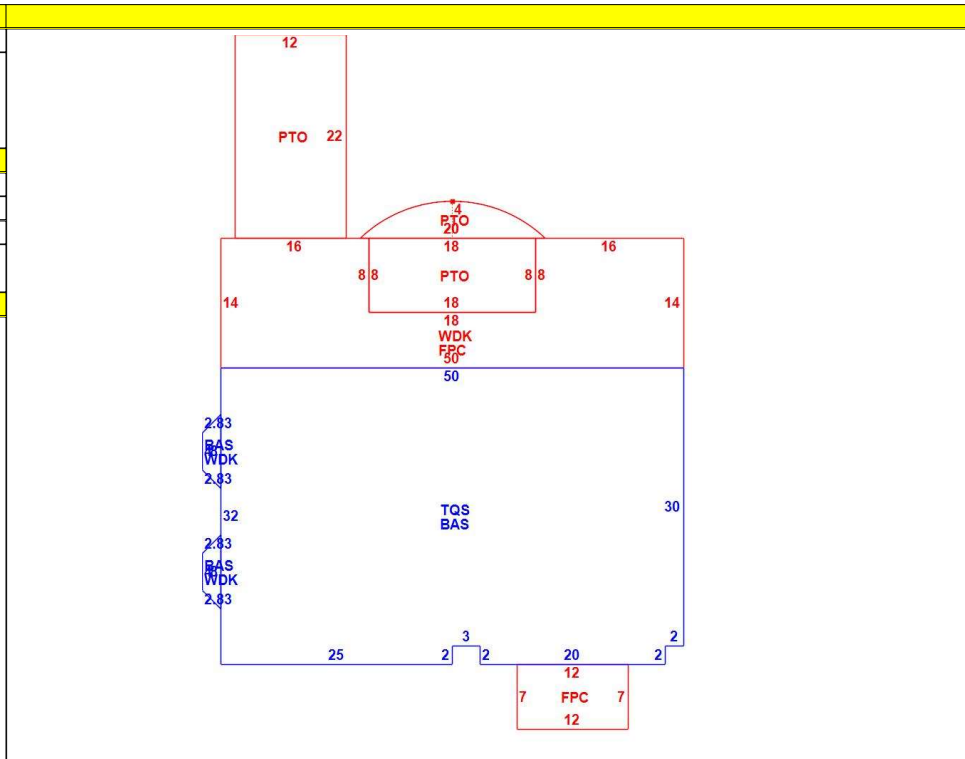 12
PTO 22
4
PTO
20
16 18 16
8 8 PTO 8 8
14 18 14
18
WDK
FPC
50
50
2.83
BAS
WDK
2.83
32 TQS 30
BAS
2.83
BAS
WDK
2.83
3 2
25 2 2 20 2
12
7 FPC 7
12